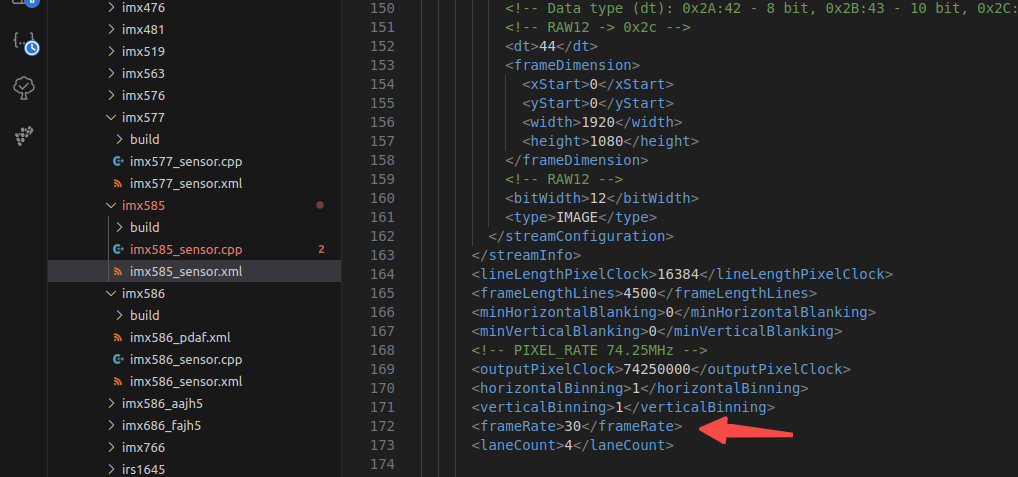 imx476
imx481
imx519
imx563
imx576
imx577
build
imx577_sensor.cpp
imx577_sensor.xml
imx585
build
imx585_sensor.cpp 2
imx585_sensor.xml
imx586
build
imx586_pdaf.xml
imx586_sensor.cpp
imx586_sensor.xml
imx586_aajh5
imx686_fajh5
imx766
irs1645
150 <!-- Data type (dt): 0x2A:42 - 8 bit, 0x2B:43 - 10 bit, 0x2C:
151 <!-- RAW12 -> 0x2c -->
152 <dt>44</dt>
153 <frameDimension>
154 <xStart>0</xStart>
155 <yStart>0</yStart>
156 <width>1920</width>
157 <height>1080</height>
158 </frameDimension>
159 <!-- RAW12 -->
160 <bitWidth>12</bitWidth>
161 <type>IMAGE</type>
162 </streamConfiguration>
163 </streamInfo>
164 <lineLengthPixelClock>16384</lineLengthPixelClock>
165 <frameLengthLines>4500</frameLengthLines>
166 <minHorizontalBlanking>0</minHorizontalBlanking>
167 <minVerticalBlanking>0</minVerticalBlanking>
168 <!-- PIXEL_RATE 74.25MHz -->
169 <outputPixelClock>74250000</outputPixelClock>
170 <horizontalBinning>1</horizontalBinning>
171 <verticalBinning>1</verticalBinning>
172 <frameRate>30</frameRate>
173 <laneCount>4</laneCount>
174